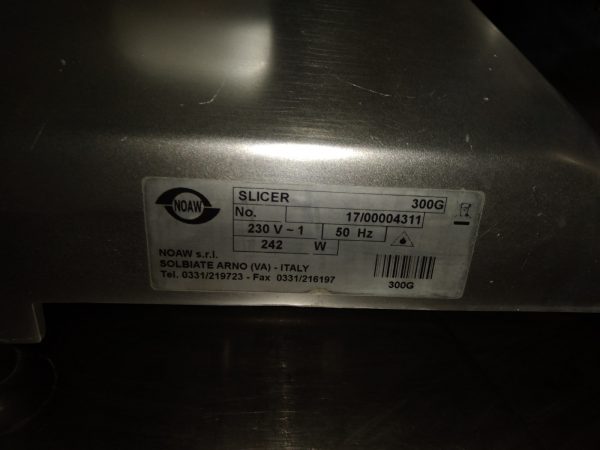 NOAW
SLICER 300G
No. 17/00004311
230 V ~ 1 50 Hz
242 W
NOAW s.r.l.
SOLBIATE ARNO (VA) - ITALY
Tel. 0331/219723 - Fax 0331/216197
300G